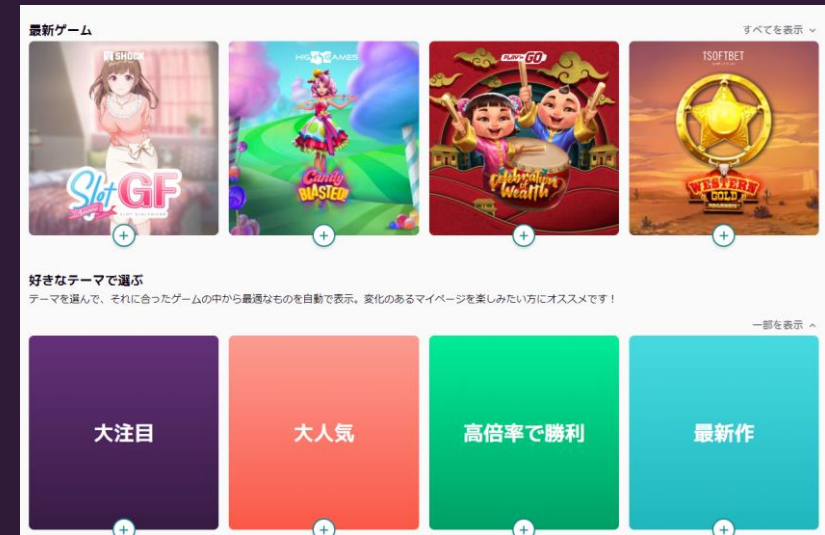 最新ゲーム
すべてを表示
SHOCK
Slot GF
SLOT GIRLFRIEND
HIGH 5 GAMES
Candy
BLASTED
PLAY'N GO
Celebration
of
Wealth
ISOFTBET
WESTERN
GOLD
MEGAWAYS
好きなテーマで選ぶ
テーマを選んで、それに合ったゲームの中から最適なものを自動で表示。変化のあるマイページを楽しみたい方にオススメです！
一部を表示
大注目
大人気
高倍率で勝利
最新作